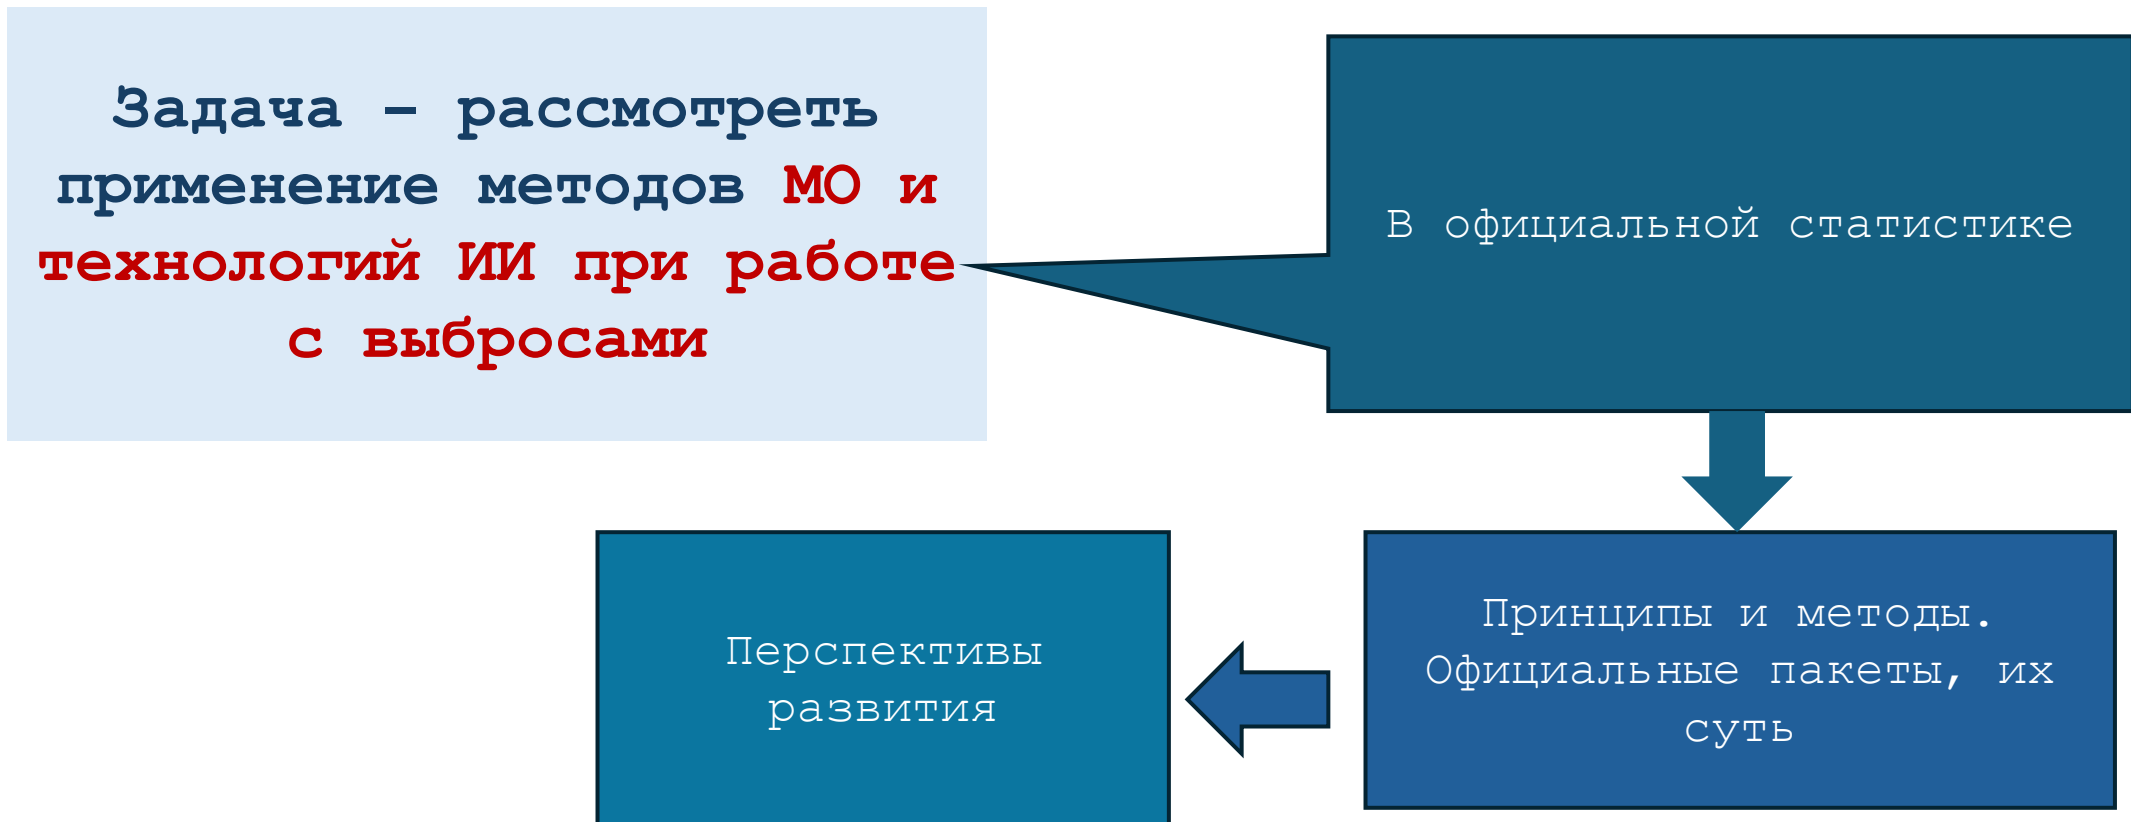 Задача – рассмотреть
применение методов МО и
технологий ИИ при работе
с выбросами
В официальной статистике
Принципы и методы.
Официальные пакеты, их
суть
Перспективы
развития